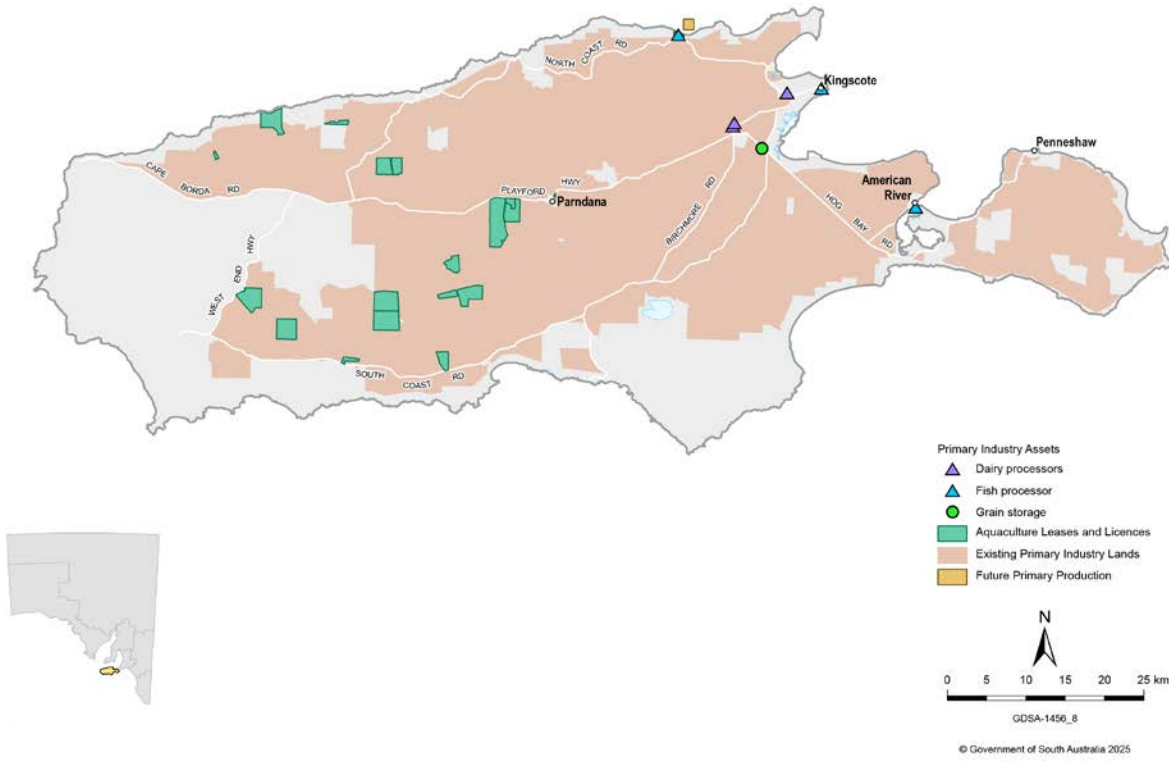 NORTH COAST RD
Kingscote
Penneshaw
CAPE BORDA RD
PLAYFORD HWY
Parndana
BIRCHMORE RD
American
River
HOG BAY RD
WEST END HWY
SOUTH COAST RD
Primary Industry Assets
Dairy processors
Fish processor
Grain storage
Aquaculture Leases and Licences
Existing Primary Industry Lands
Future Primary Production
N
0 5 10 15 20 25 km
GDSA-1456_8
© Government of South Australia 2025